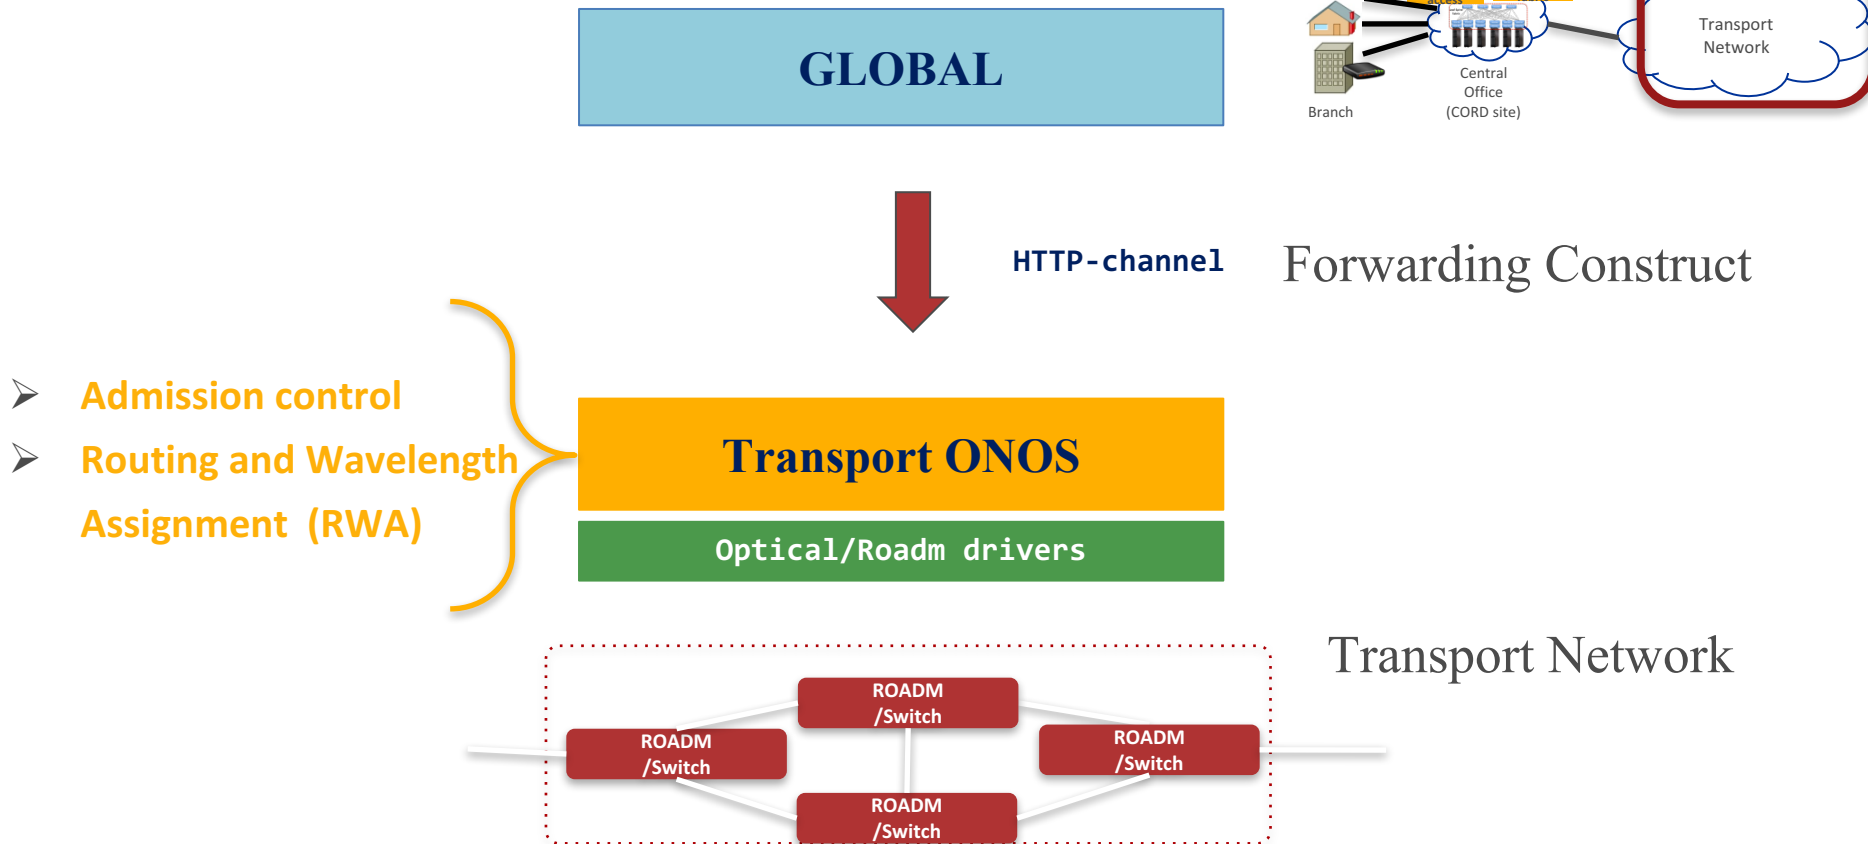 access
Transport
Network
Central
Office
(CORD site)
Branch
GLOBAL
HTTP-channel
Forwarding Construct
➢ Admission control
➢ Routing and Wavelength
Assignment (RWA)
Transport ONOS
Optical/Roadm drivers
Transport Network
ROADM
/Switch
ROADM
/Switch
ROADM
/Switch
ROADM
/Switch